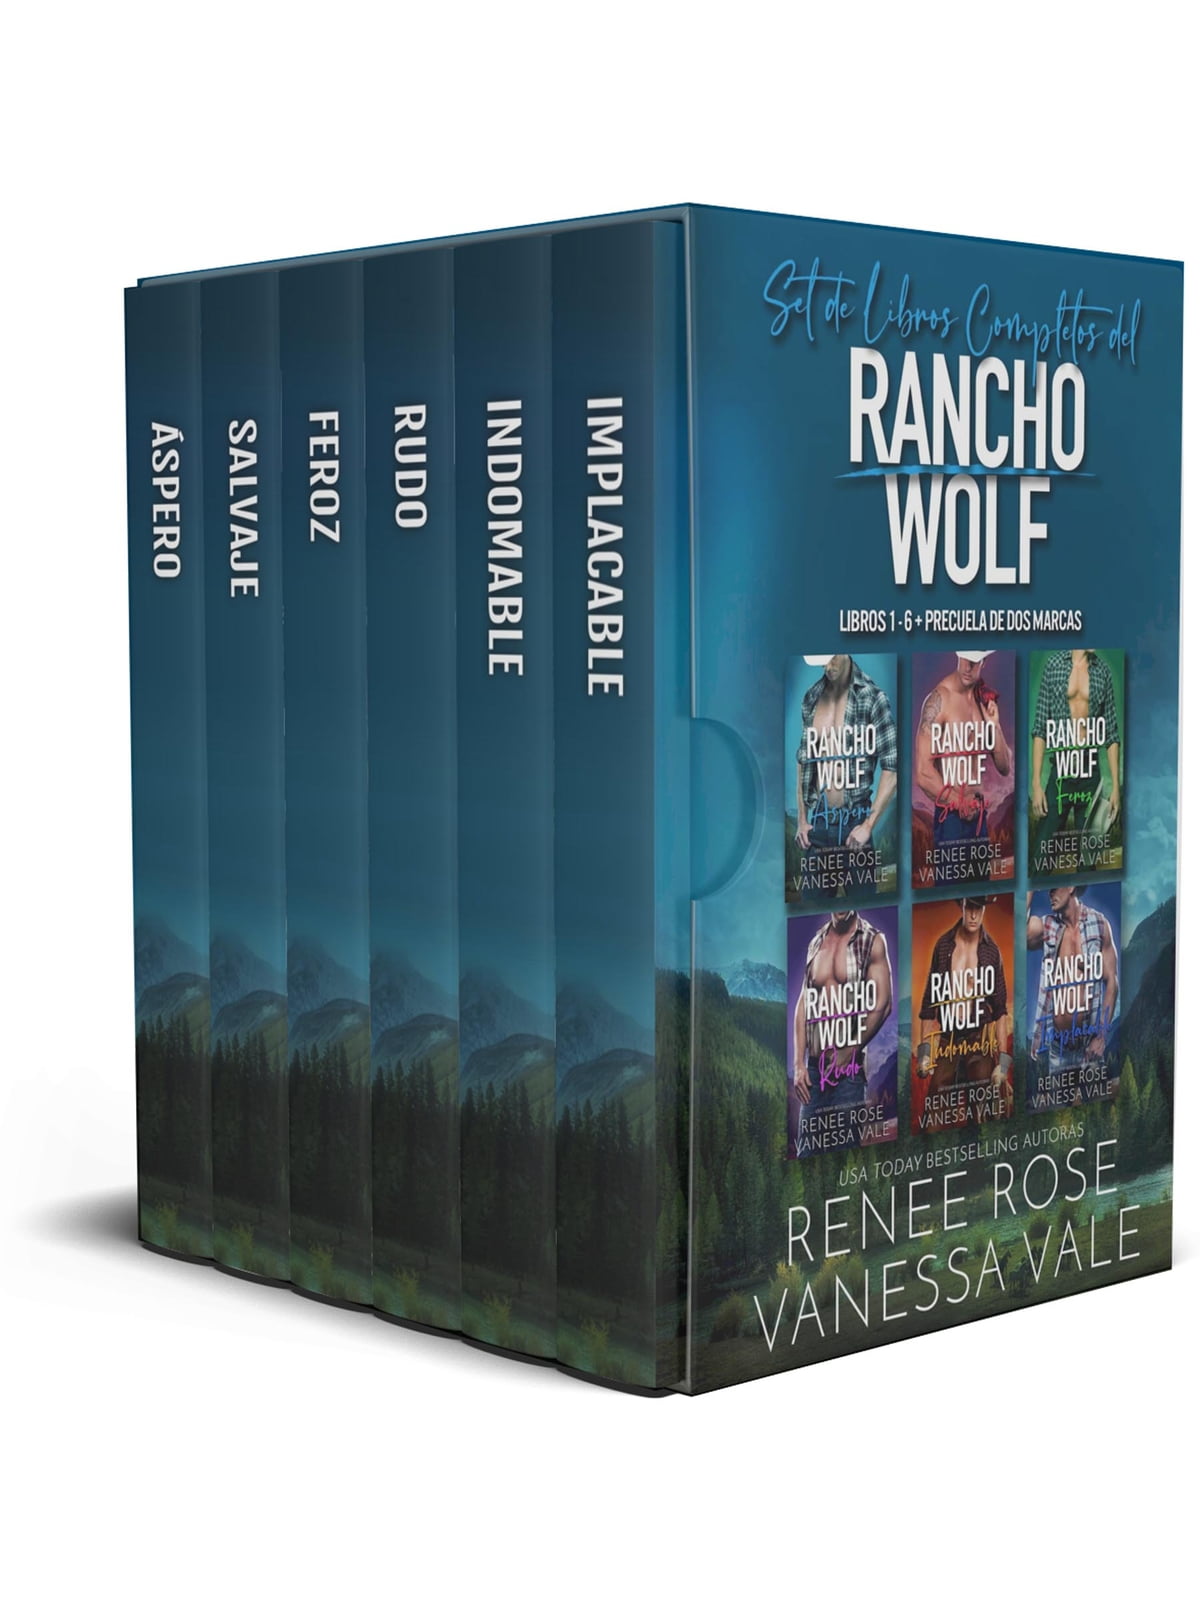 ÁSPERO
SALVAJE
FEROZ
RUDO
INDOMABLE
IMPLACABLE
Set de Libros Completos del
RANCHO
WOLF
LIBROS 1 - 6 + PRECUELA DE DOS MARCAS
RANCHO
WOLF
Áspero
RENEE ROSE
VANESSA VALE
RANCHO
WOLF
Salvaje
RENEE ROSE
VANESSA VALE
RANCHO
WOLF
Feroz
RENEE ROSE
VANESSA VALE
RANCHO
WOLF
Rudo
RENEE ROSE
VANESSA VALE
RANCHO
WOLF
Indomable
RENEE ROSE
VANESSA VALE
RANCHO
WOLF
Implacable
RENEE ROSE
VANESSA VALE
USA TODAY BESTSELLING AUTORAS
RENEE ROSE
VANESSA VALE